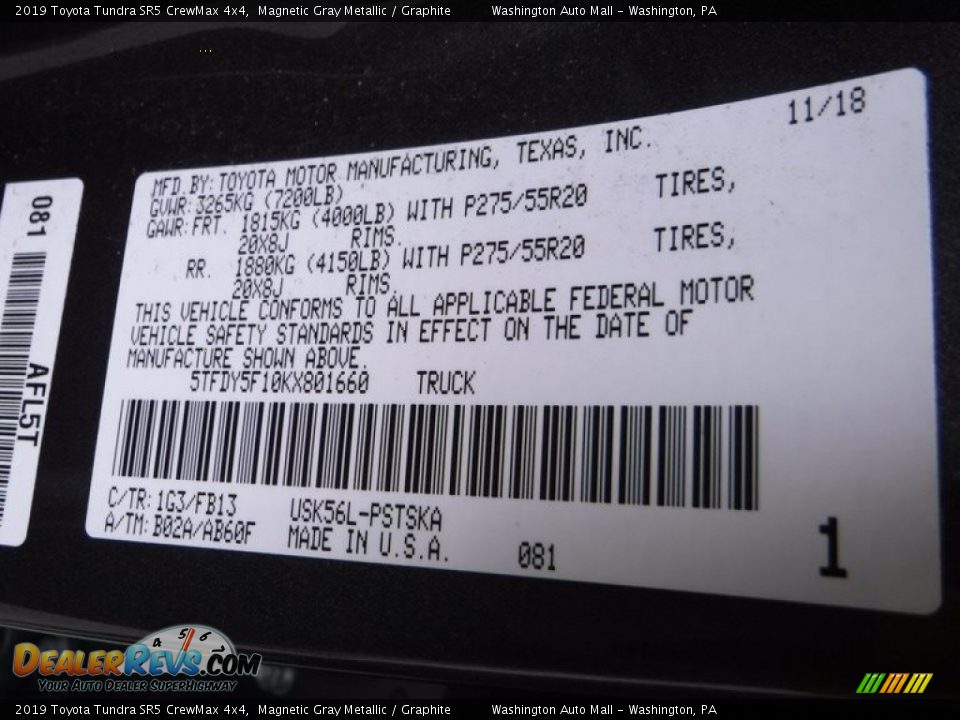 2019 Toyota Tundra SR5 CrewMax 4x4, Magnetic Gray Metallic / Graphite Washington Auto Mall - Washington, PA
11/18
MFD.BY:TOYOTA MOTOR MANUFACTURING, TEXAS, INC.
GVWR:3265KG (7200LB)
GAWR:FRT. 1815KG (4000LB) WITH P275/55R20 TIRES,
20X8J RIMS.
RR. 1880KG (4150LB) WITH P275/55R20 TIRES,
20X8J RIMS.
THIS VEHICLE CONFORMS TO ALL APPLICABLE FEDERAL MOTOR
VEHICLE SAFETY STANDARDS IN EFFECT ON THE DATE OF
MANUFACTURE SHOWN ABOVE.
5TFDY5F10KX801660 TRUCK
C/TR:1G3/FB13 USK56L-PSTSKA
A/TM:B02A/AB60F MADE IN U.S.A. 081
1
081
AFL5T
4 5 6
DEALERREVS.COM
YOUR AUTO DEALER SUPERHIGHWAY
2019 Toyota Tundra SR5 CrewMax 4x4, Magnetic Gray Metallic / Graphite Washington Auto Mall - Washington, PA